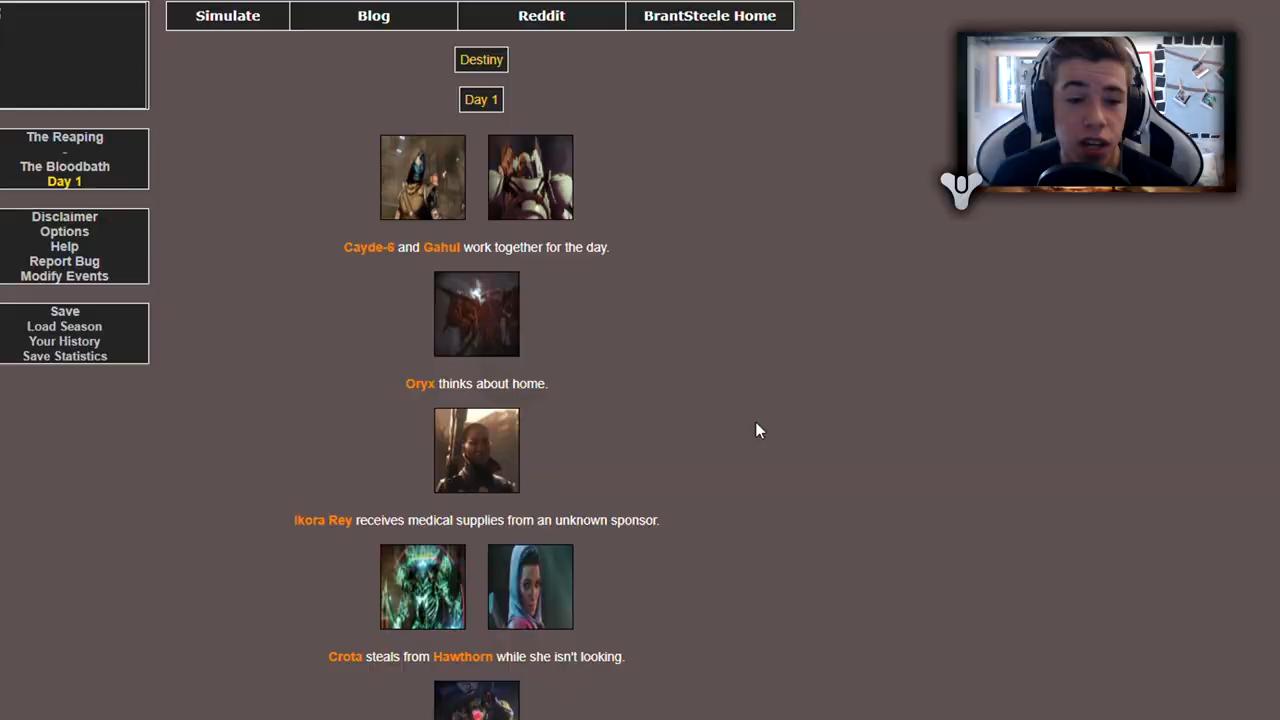 Simulate
Blog
Reddit
BrantSteele Home
The Reaping
-
The Bloodbath
Day 1
Disclaimer
Options
Help
Report Bug
Modify Events
Save
Load Season
Your History
Save Statistics
Destiny
Day 1
Cayde-6 and Gahul work together for the day.
Oryx thinks about home.
Ikora Rey receives medical supplies from an unknown sponsor.
Crota steals from Hawthorn while she isn't looking.